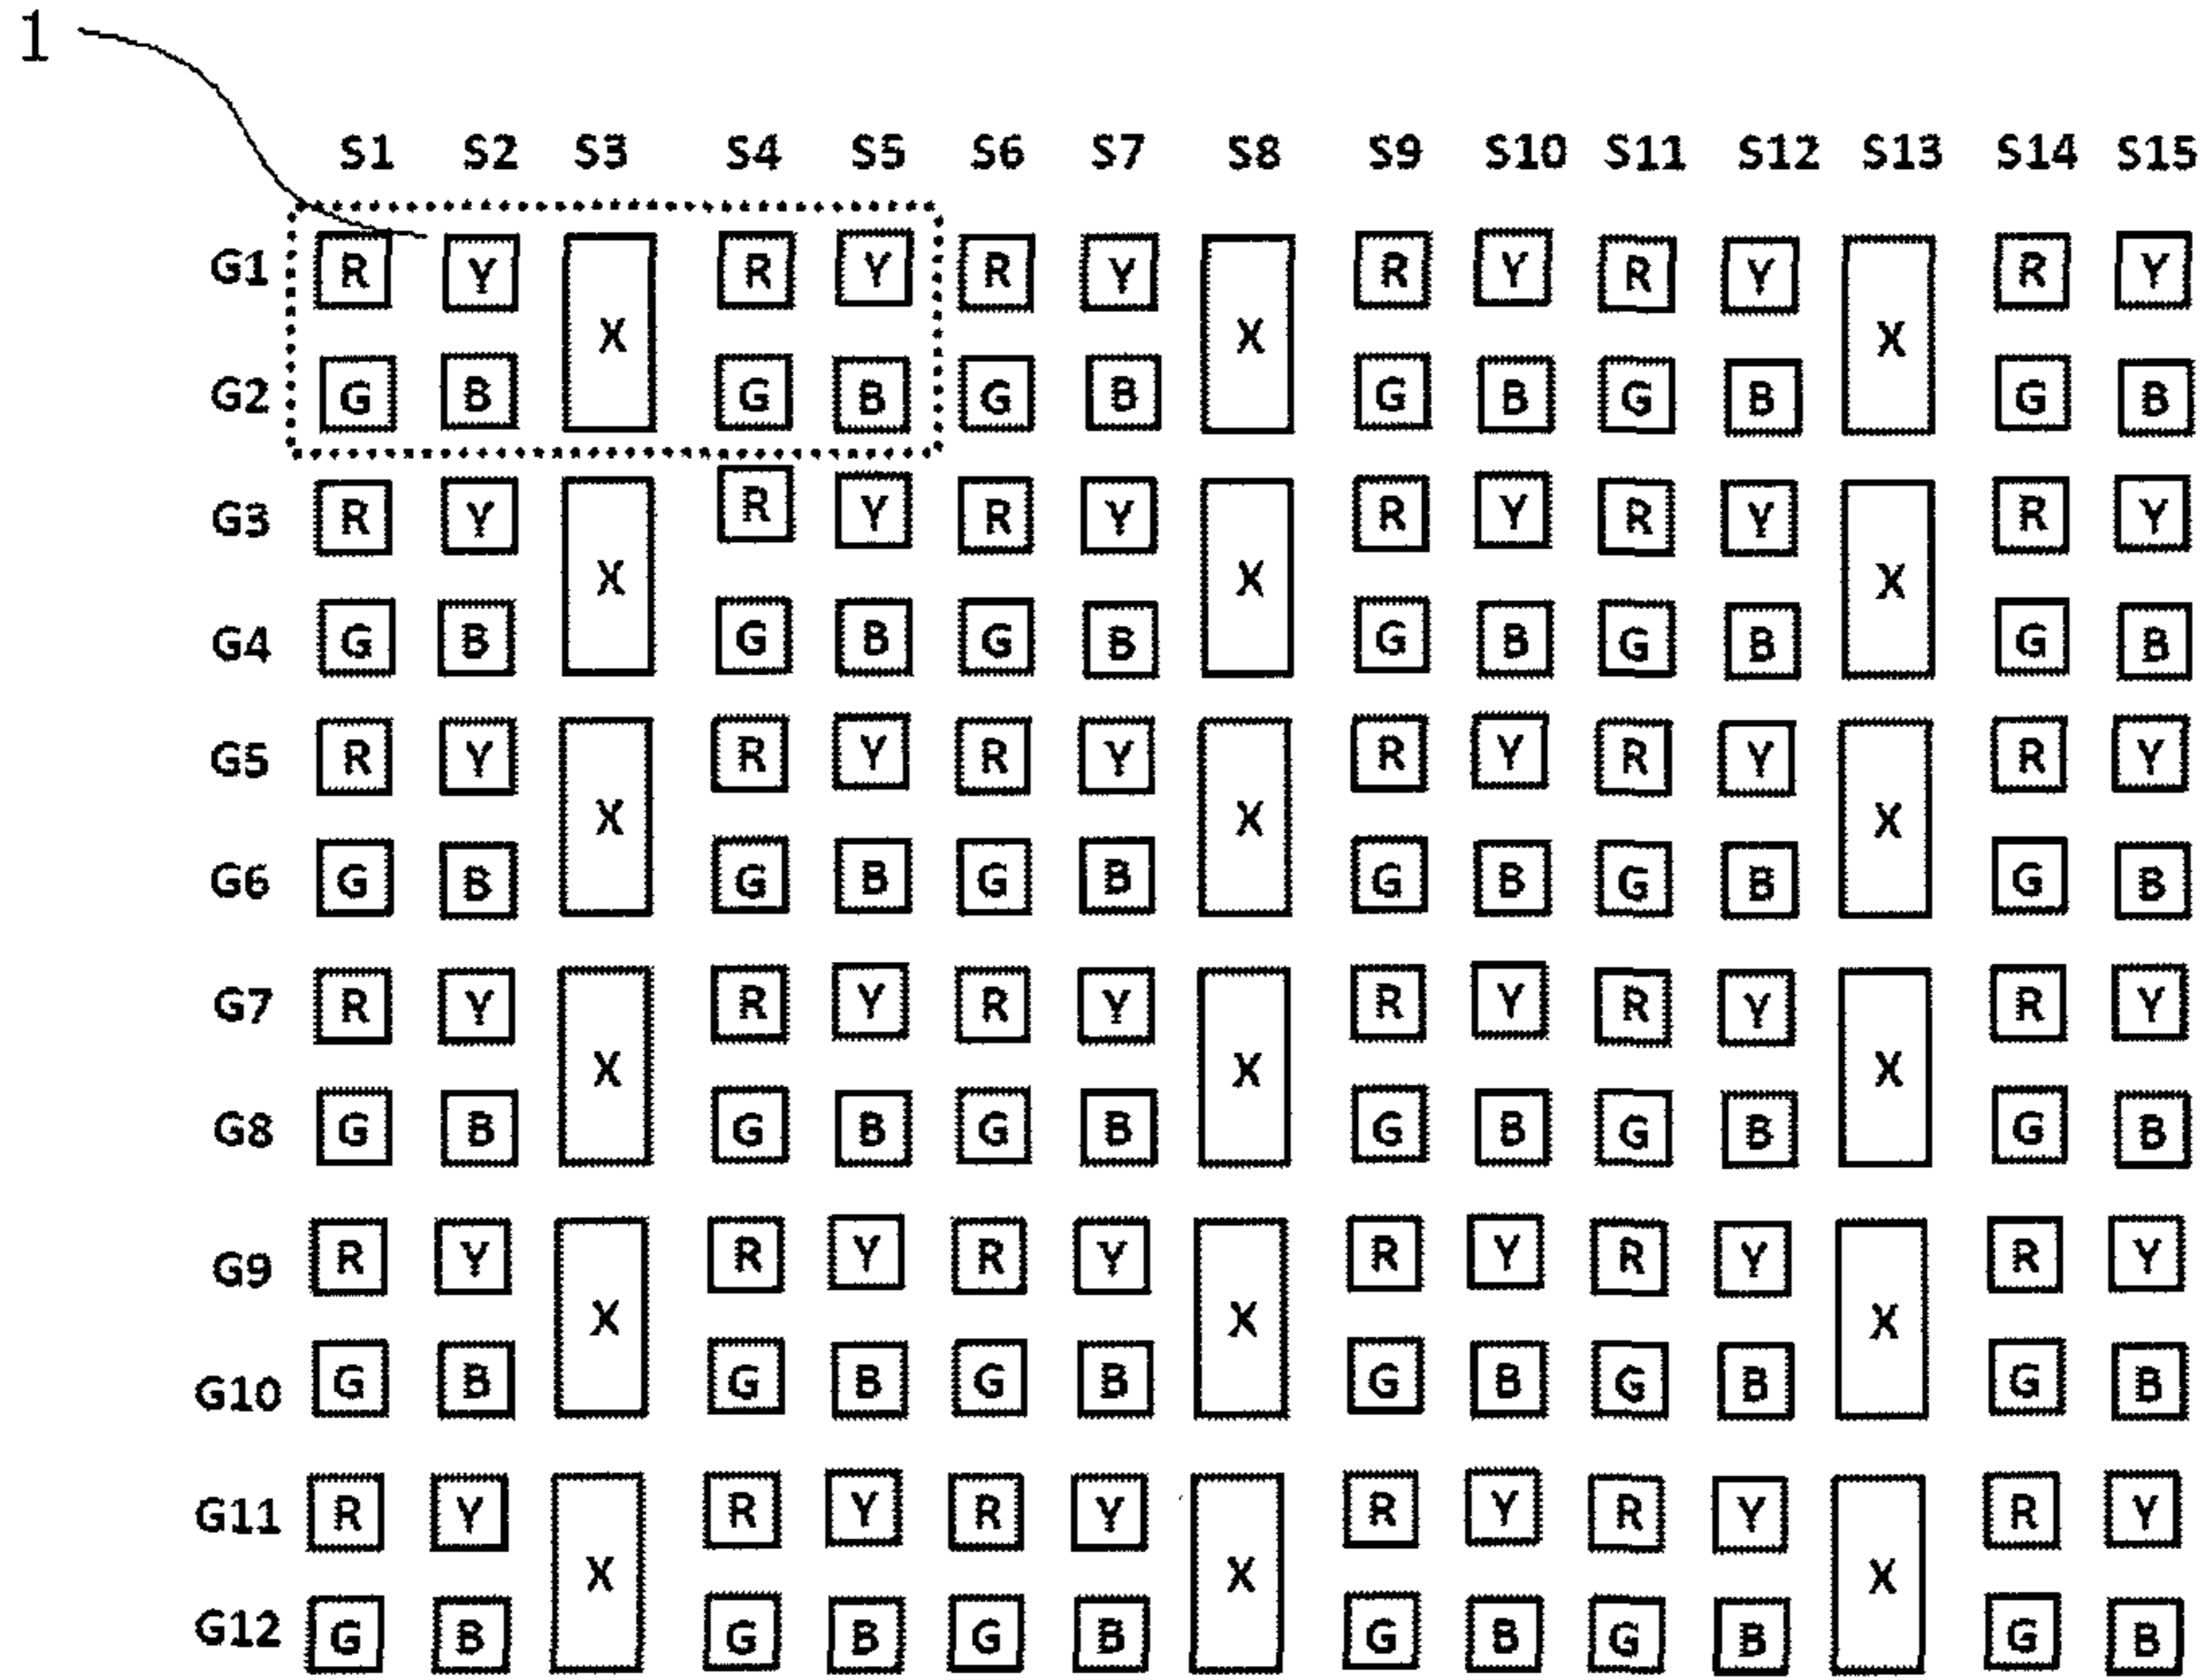 1
S1 S2 S3 S4 S5 S6 S7 S8 S9 S10 S11 S12 S13 S14 S15
G1 R Y R Y R Y R Y R Y R Y
X X X
G2 G B G B G B G B G B G B
G3 R Y R Y R Y R Y R Y R Y
X X X
G4 G B G B G B G B G B G B
G5 R Y R Y R Y R Y R Y R Y
X X X
G6 G B G B G B G B G B G B
G7 R Y R Y R Y R Y R Y R Y
X X X
G8 G B G B G B G B G B G B
G9 R Y R Y R Y R Y R Y R Y
X X X
G10 G B G B G B G B G B G B
G11 R Y R Y R Y R Y R Y R Y
X X X
G12 G B G B G B G B G B G B